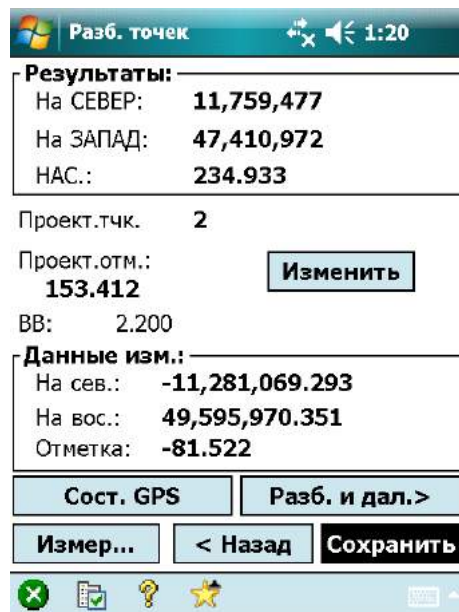 Разб. точек 1:20
Результаты:
На СЕВЕР: 11,759,477
На ЗАПАД: 47,410,972
НАС.: 234.933
Проект.тчк. 2
Проект.отм.:
Изменить
153.412
ВВ: 2.200
Данные изм.:
На сев.: -11,281,069.293
На вос.: 49,595,970.351
Отметка: -81.522
Сост. GPS Разб. и дал.>
Измер... < Назад Сохранить